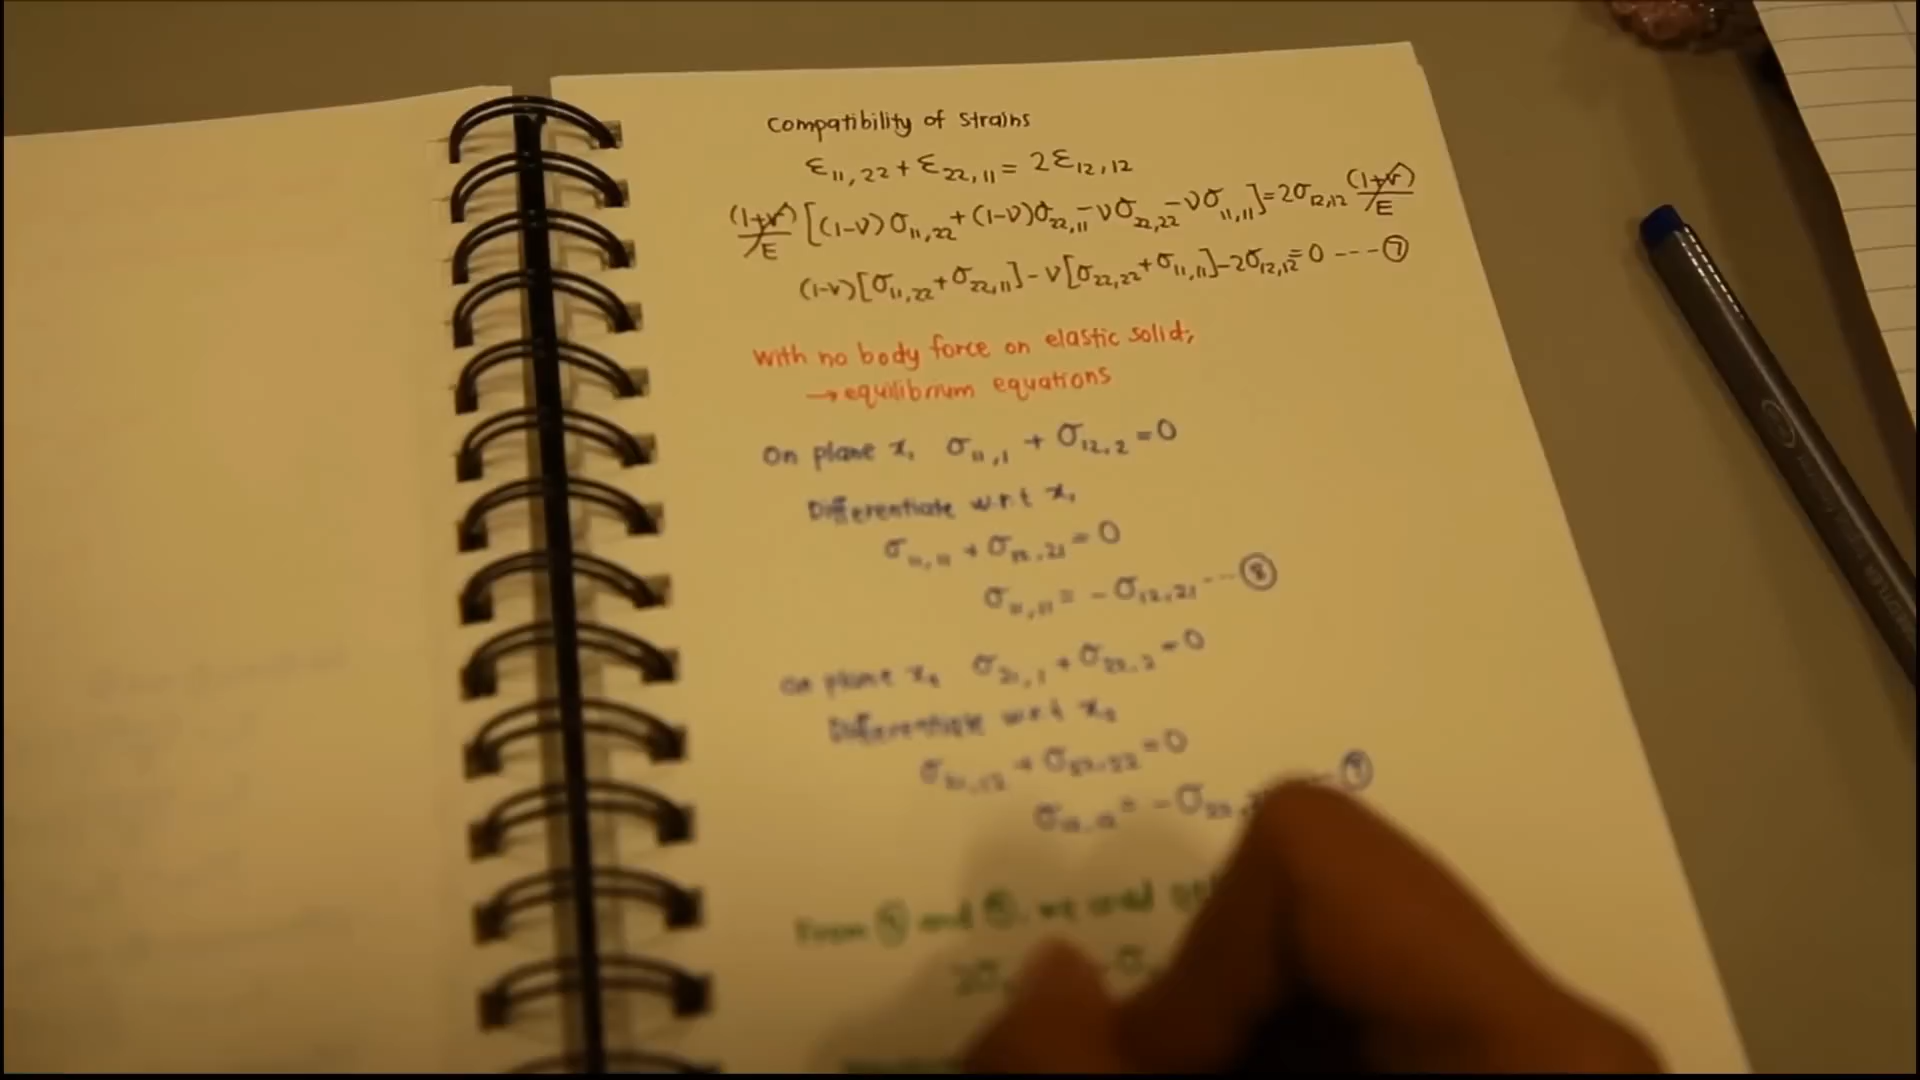 Compatibility of strains
ε₁₁,₂₂ + ε₂₂,₁₁ = 2ε₁₂,₁₂
(1+ν)/E [(1-ν)σ₁₁,₂₂ + (1-ν)σ₂₂,₁₁ - νσ₂₂,₂₂ - νσ₁₁,₁₁] = 2σ₁₂,₁₂ (1+ν)/E
(1-ν)[σ₁₁,₂₂ + σ₂₂,₁₁] - ν[σ₂₂,₂₂ + σ₁₁,₁₁] - 2σ₁₂,₁₂ = 0 ---⑦
With no body force on elastic solid;
→ equilibrium equations
On plane x₁ σ₁₁,₁ + σ₁₂,₂ = 0
Differentiate w.r.t x₁
σ₁₁,₁₁ + σ₁₂,₂₁ = 0
σ₁₁,₁₁ = -σ₁₂,₂₁ ---⑧
On plane x₂ σ₂₁,₁ + σ₂₂,₂ = 0
Differentiate w.r.t x₂
σ₂₁,₁₂ + σ₂₂,₂₂ = 0
From and we could